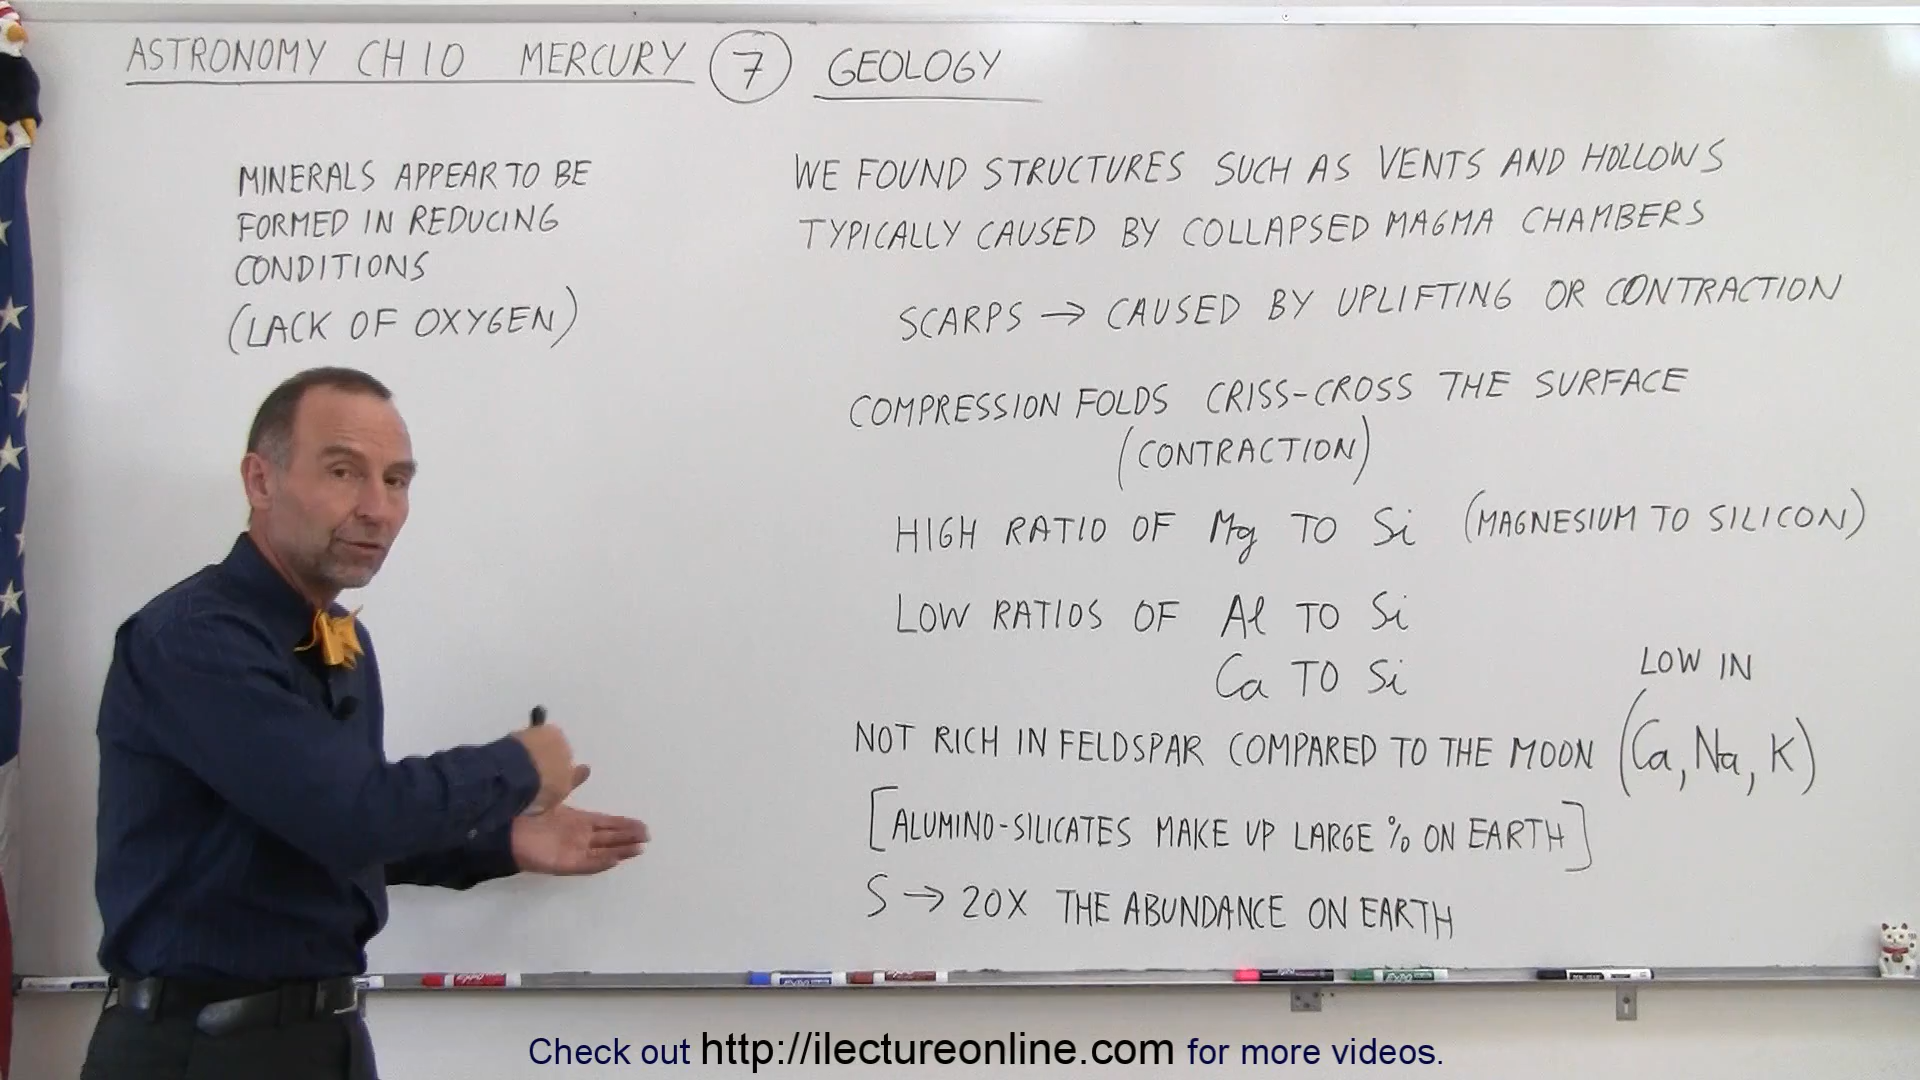 ASTRONOMY CH 10 MERCURY 7 GEOLOGY
MINERALS APPEAR TO BE
FORMED IN REDUCING
CONDITIONS
(LACK OF OXYGEN)
WE FOUND STRUCTURES SUCH AS VENTS AND HOLLOWS
TYPICALLY CAUSED BY COLLAPSED MAGMA CHAMBERS
SCARPS → CAUSED BY UPLIFTING OR CONTRACTION
COMPRESSION FOLDS CRISS-CROSS THE SURFACE
(CONTRACTION)
HIGH RATIO OF Mg TO Si (MAGNESIUM TO SILICON)
LOW RATIOS OF Al TO Si
Ca TO Si
LOW IN
NOT RICH IN FELDSPAR COMPARED TO THE MOON (Ca, Na, K)
[ALUMINO-SILICATES MAKE UP LARGE % ON EARTH]
S → 20X THE ABUNDANCE ON EARTH
Check out http://ilectureonline.com for more videos.